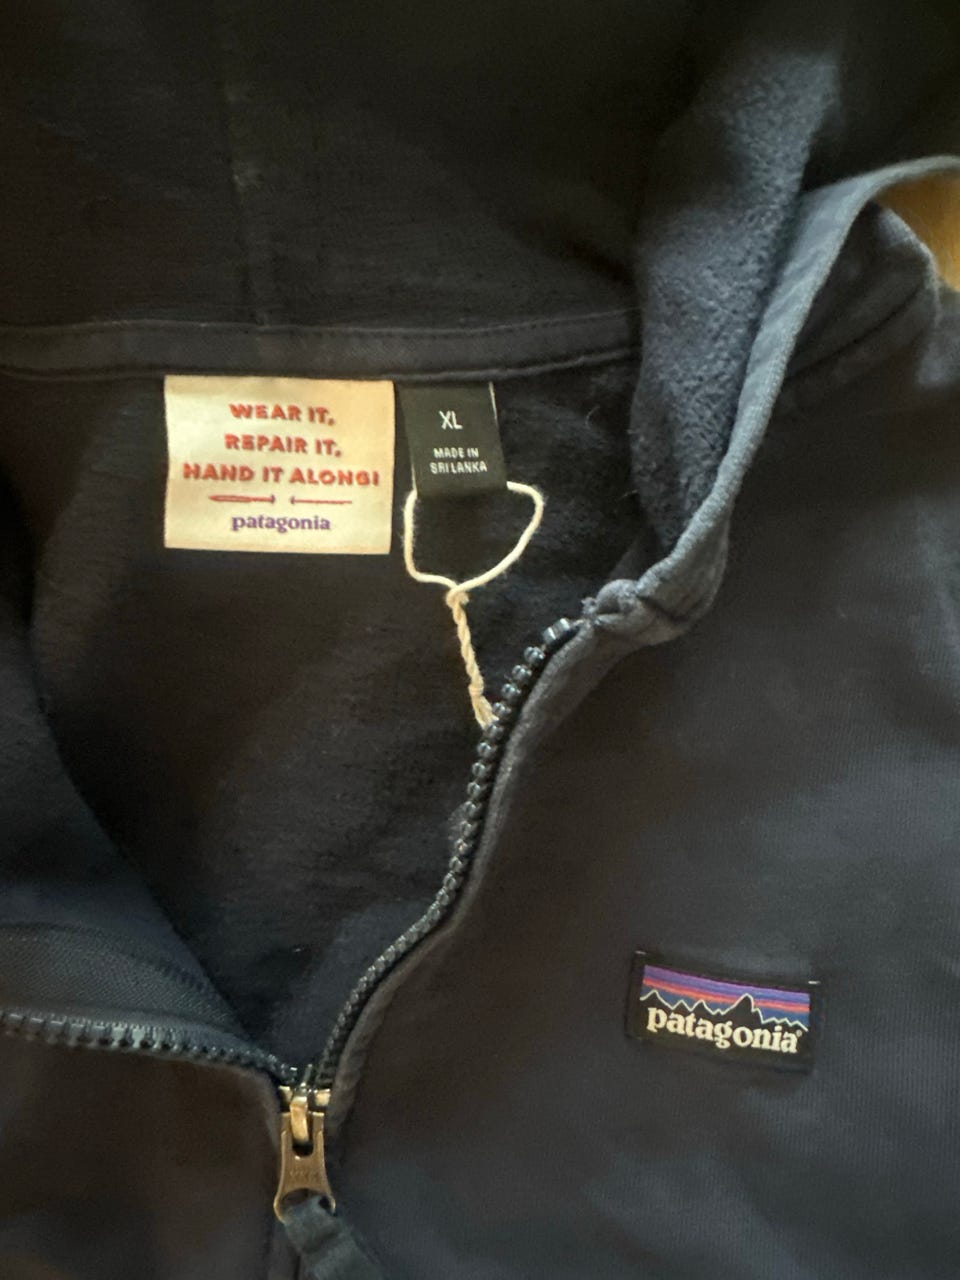 WEAR IT,
REPAIR IT,
HAND IT ALONG!
patagonia
XL
MADE IN
SRI LANKA
patagonia®